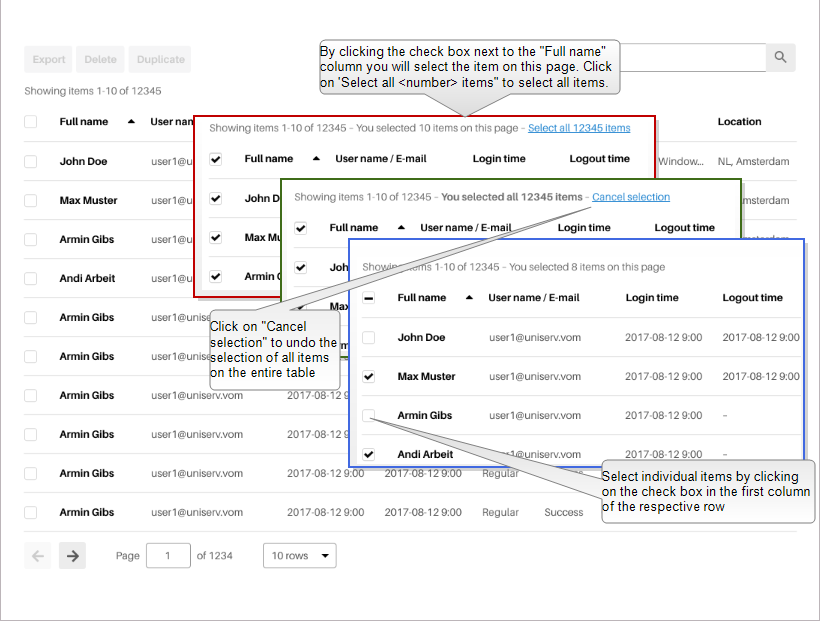 By clicking the check box next to the "Full name"
column you will select the item on this page. Click
on 'Select all <number> items" to select all items.
Export Delete Duplicate
Showing items 1-10 of 12345
Full name User nan Location
John Doe user1@u Window... NL, Amsterdam
Max Muster user1@u msterdam
Armin Gibs user1@u msterdam
Andi Arbeit user1@u
Armin Gibs user1@unis
Armin Gibs user1@unise
Armin Gibs user1@uniserv.vom 2017-08-12 9
Armin Gibs user1@uniserv.vom 2017-08-12 9
Armin Gibs user1@uniserv.vom 2017-08-12 9:00 2017-08-12 9:00 Regular
Armin Gibs user1@uniserv.vom 2017-08-12 9:00 2017-08-12 9:00 Regular Success
Showing items 1-10 of 12345 - You selected 10 items on this page - Select all 12345 items
Full name User name / E-mail Login time Logout time
John D
Max Mu
Armin G
Showing items 1-10 of 12345 - You selected all 12345 items - Cancel selection
Full name User name / E-mail Login time Logout time
Joh
Max
Click on "Cancel
selection" to undo the
selection of all items
on the entire table
Showing items 1-10 of 12345 - You selected 8 items on this page
Full name User name / E-mail Login time Logout time
John Doe user1@uniserv.vom 2017-08-12 9:00 2017-08-12 9:00
Max Muster user1@uniserv.vom 2017-08-12 9:00 2017-08-12 9:00
Armin Gibs user1@uniserv.vom 2017-08-12 9:00 -
Andi Arbeit user1@uniserv.vom 2017-08-12 9:00 -
Select individual items by clicking
on the check box in the first column
of the respective row
Page 1 of 1234 10 rows